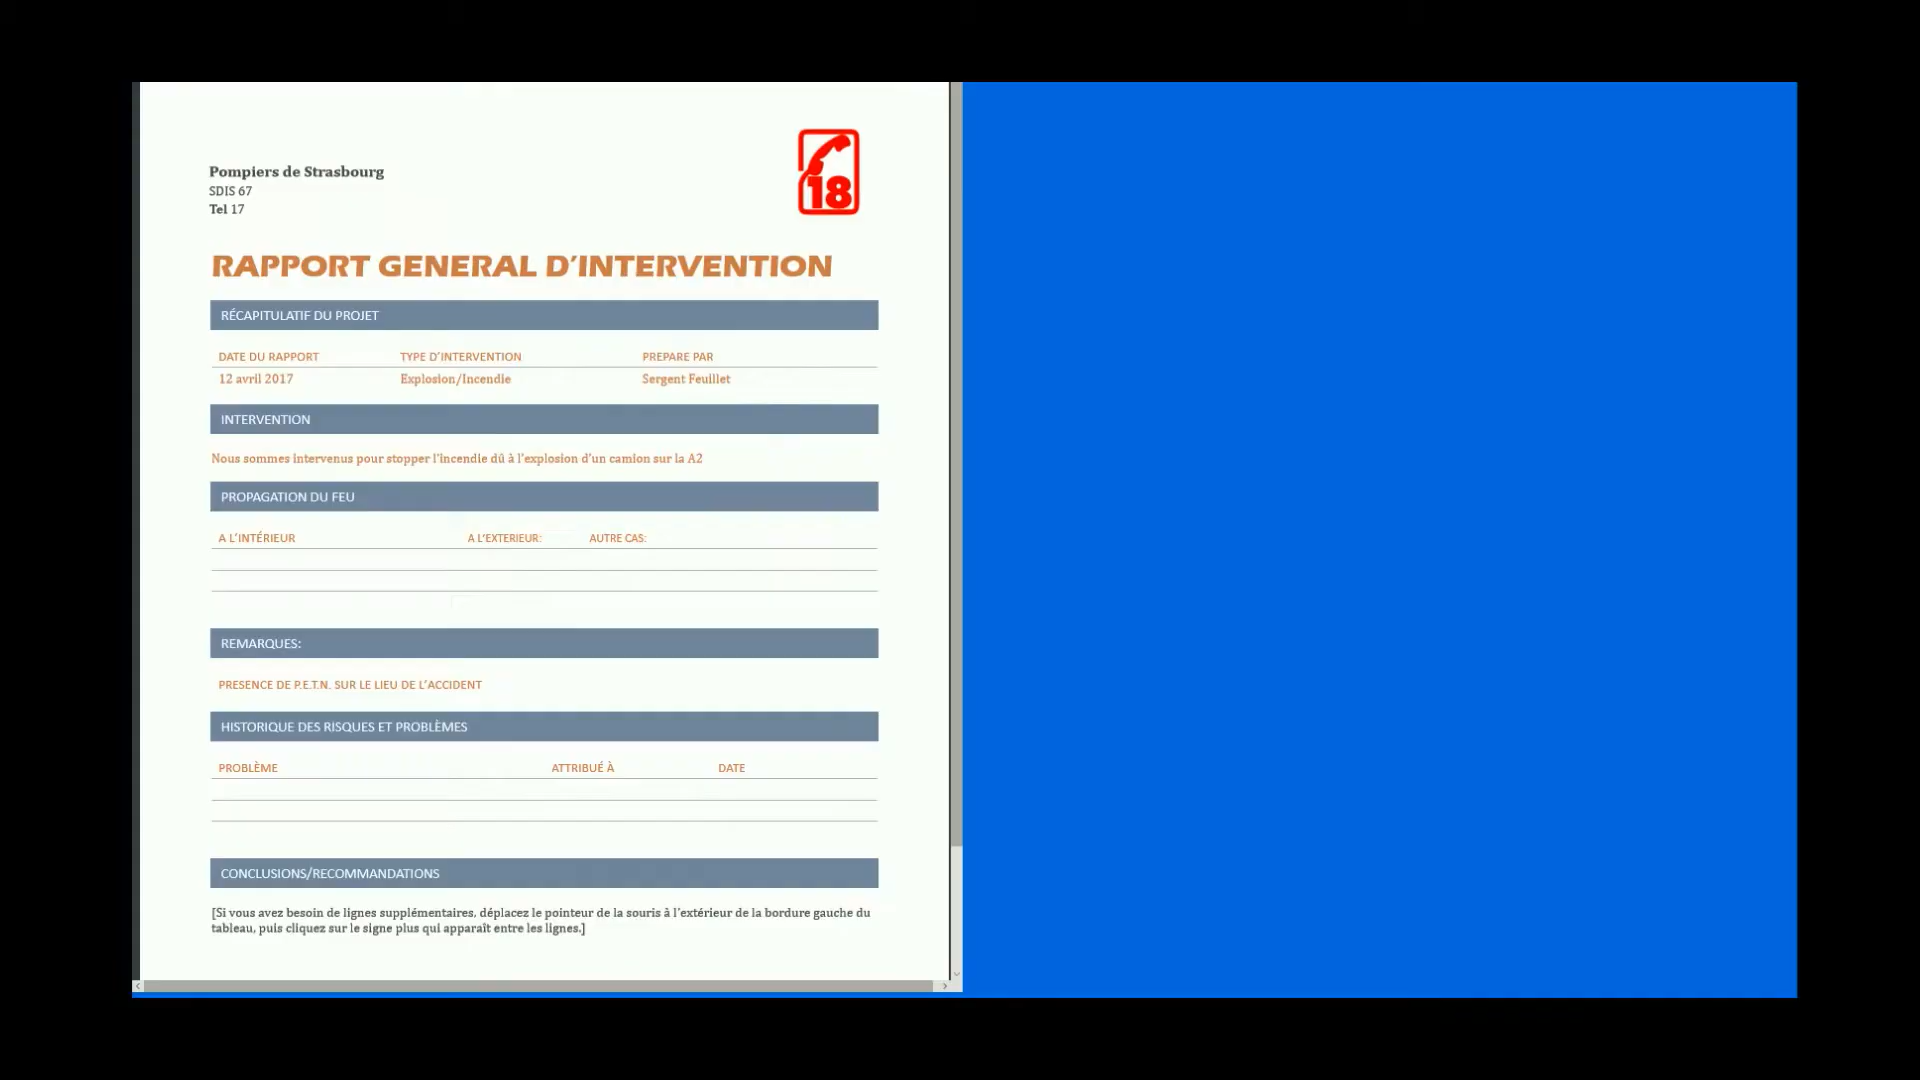 Pompiers de Strasbourg
SDIS 67
Tel 17
18
RAPPORT GENERAL D'INTERVENTION
RÉCAPITULATIF DU PROJET
DATE DU RAPPORT TYPE D'INTERVENTION PREPARE PAR
12 avril 2017 Explosion/Incendie Sergent Feuillet
INTERVENTION
Nous sommes intervenus pour stopper l'incendie dû à l'explosion d'un camion sur la A2
PROPAGATION DU FEU
A L'INTÉRIEUR A L'EXTERIEUR: AUTRE CAS:
REMARQUES:
PRESENCE DE P.E.T.N. SUR LE LIEU DE L'ACCIDENT
HISTORIQUE DES RISQUES ET PROBLÈMES
PROBLÈME ATTRIBUÉ À DATE
CONCLUSIONS/RECOMMANDATIONS
[Si vous avez besoin de lignes supplémentaires, déplacez le pointeur de la souris à l'extérieur de la bordure gauche du
tableau, puis cliquez sur le signe plus qui apparaît entre les lignes.]